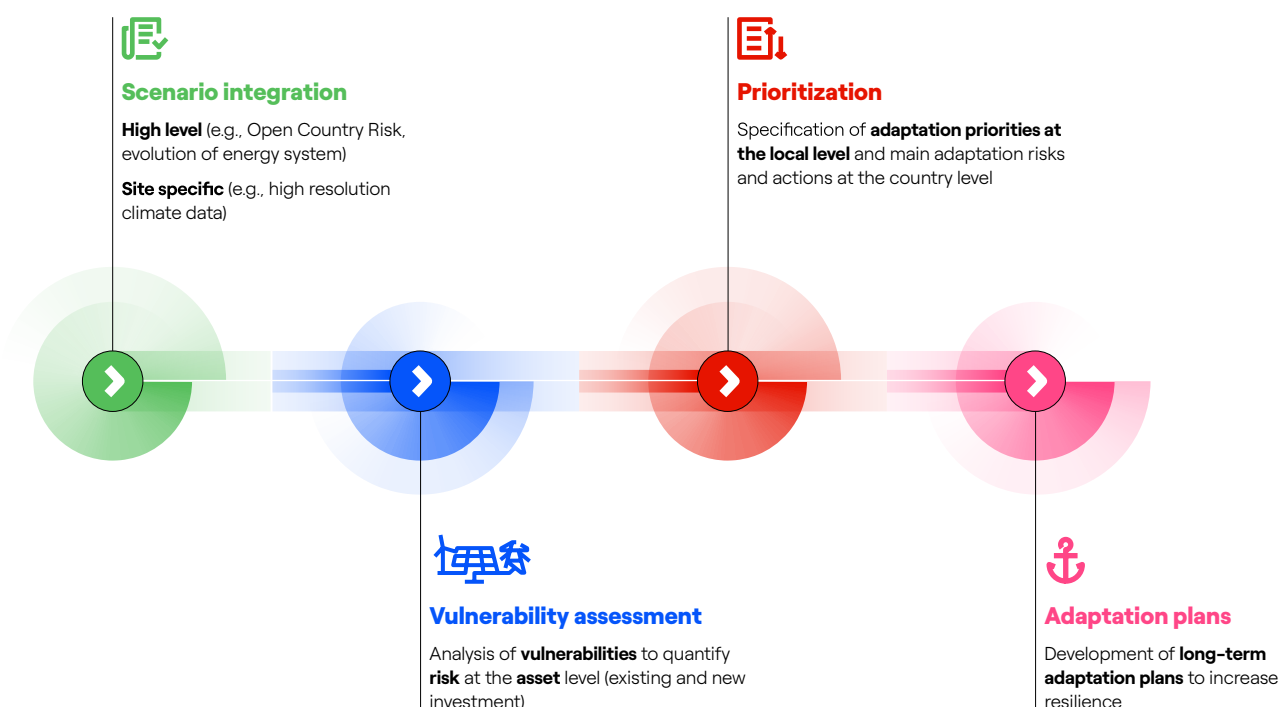 Scenario integration
High level (e.g., Open Country Risk,
evolution of energy system)
Site specific (e.g., high resolution
climate data)
Prioritization
Specification of adaptation priorities at
the local level and main adaptation risks
and actions at the country level
Vulnerability assessment
Analysis of vulnerabilities to quantify
risk at the asset level (existing and new
investment)
Adaptation plans
Development of long-term
adaptation plans to increase
resilience